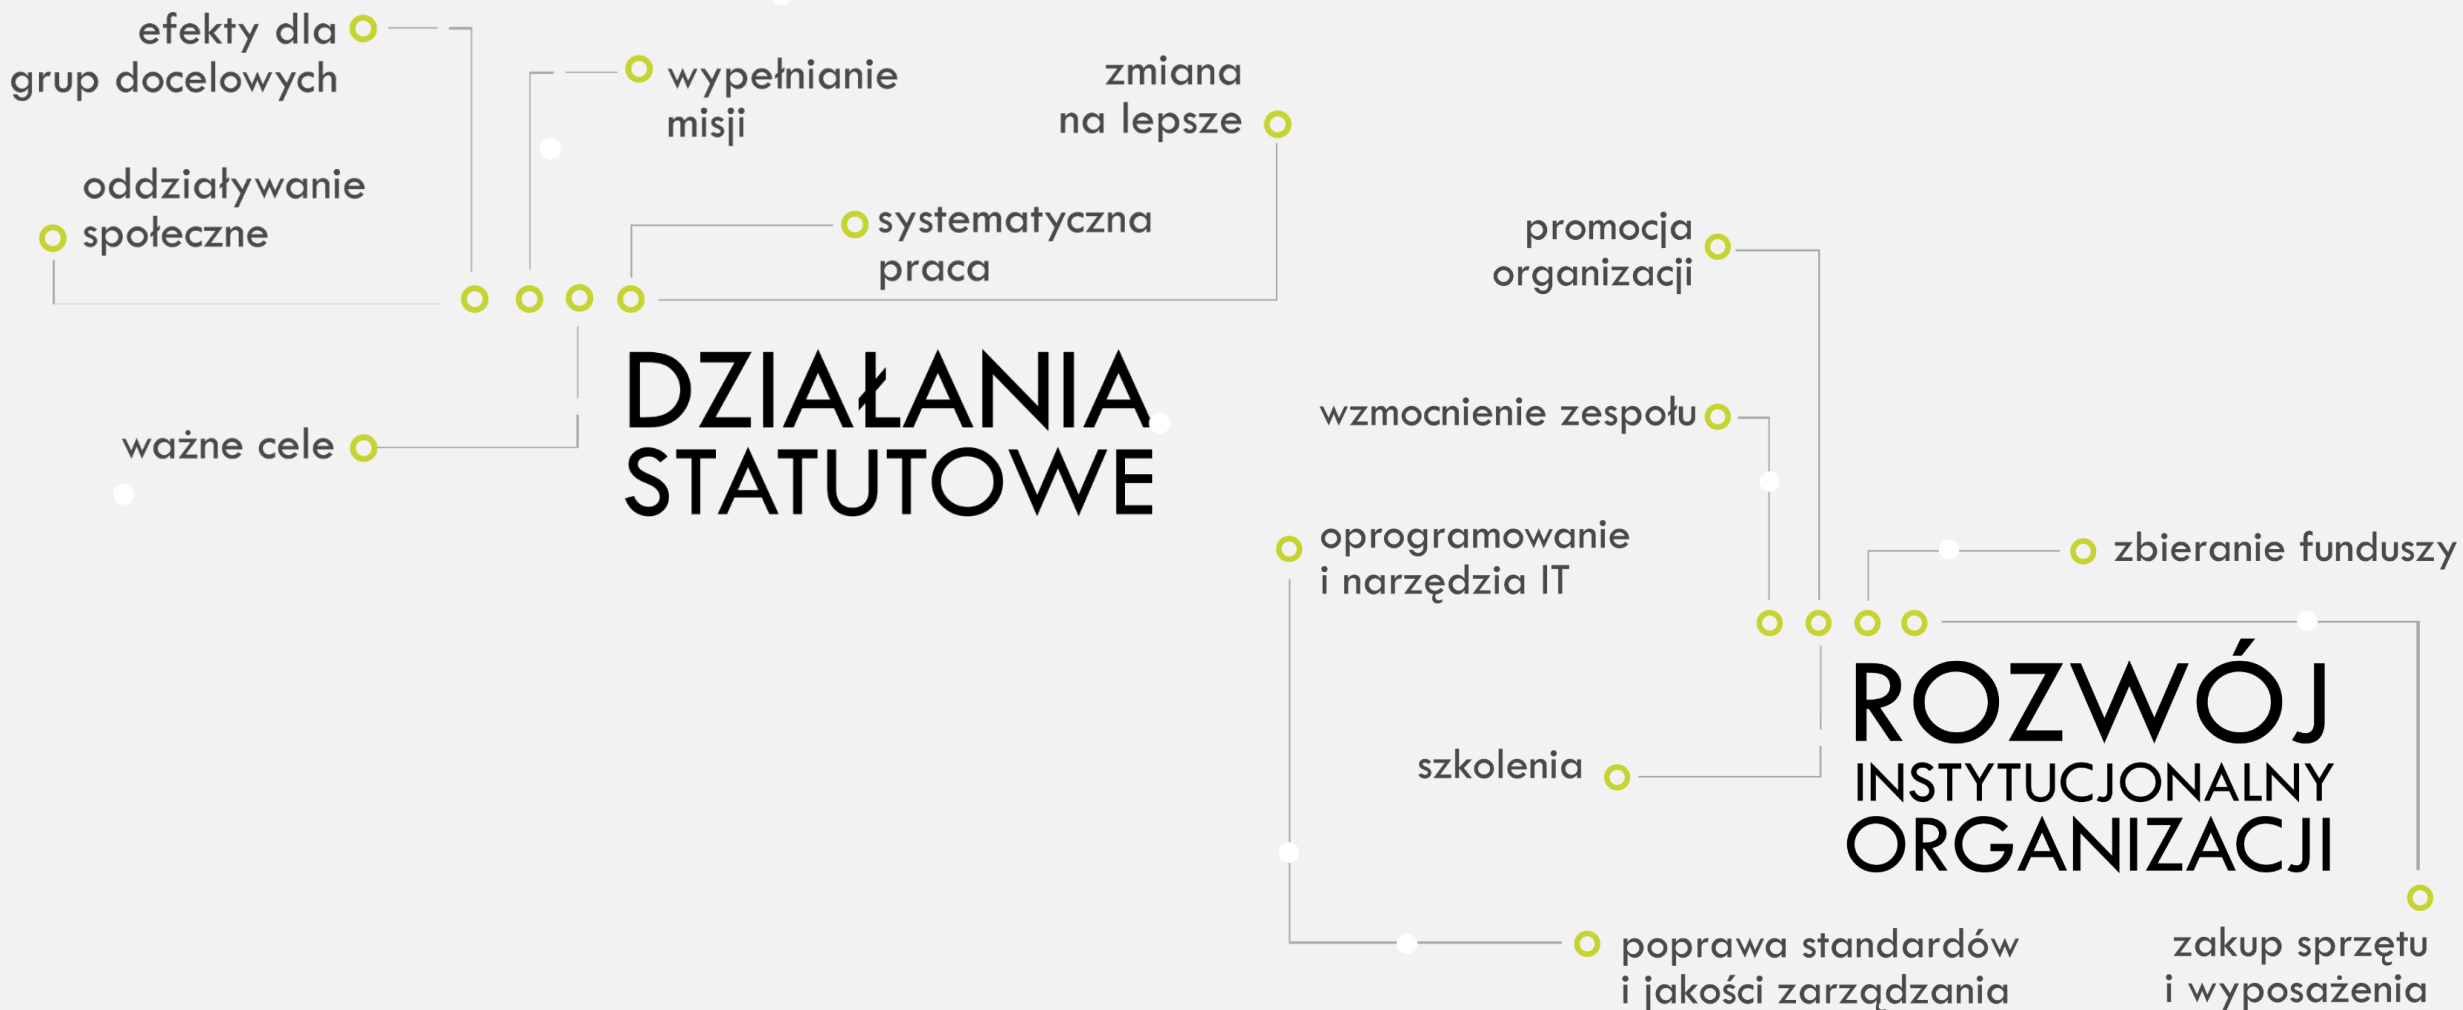 efekty dla
grup docelowych
wypełnianie
misji
zmiana
na lepsze
oddziaływanie
społeczne
systematyczna
praca
ważne cele
DZIAŁANIA
STATUTOWE
promocja
organizacji
wzmocnienie zespołu
oprogramowanie
i narzędzia IT
zbieranie funduszy
szkolenia
ROZWÓJ
INSTYTUCJONALNY
ORGANIZACJI
poprawa standardów
i jakości zarządzania
zakup sprzętu
i wyposażenia